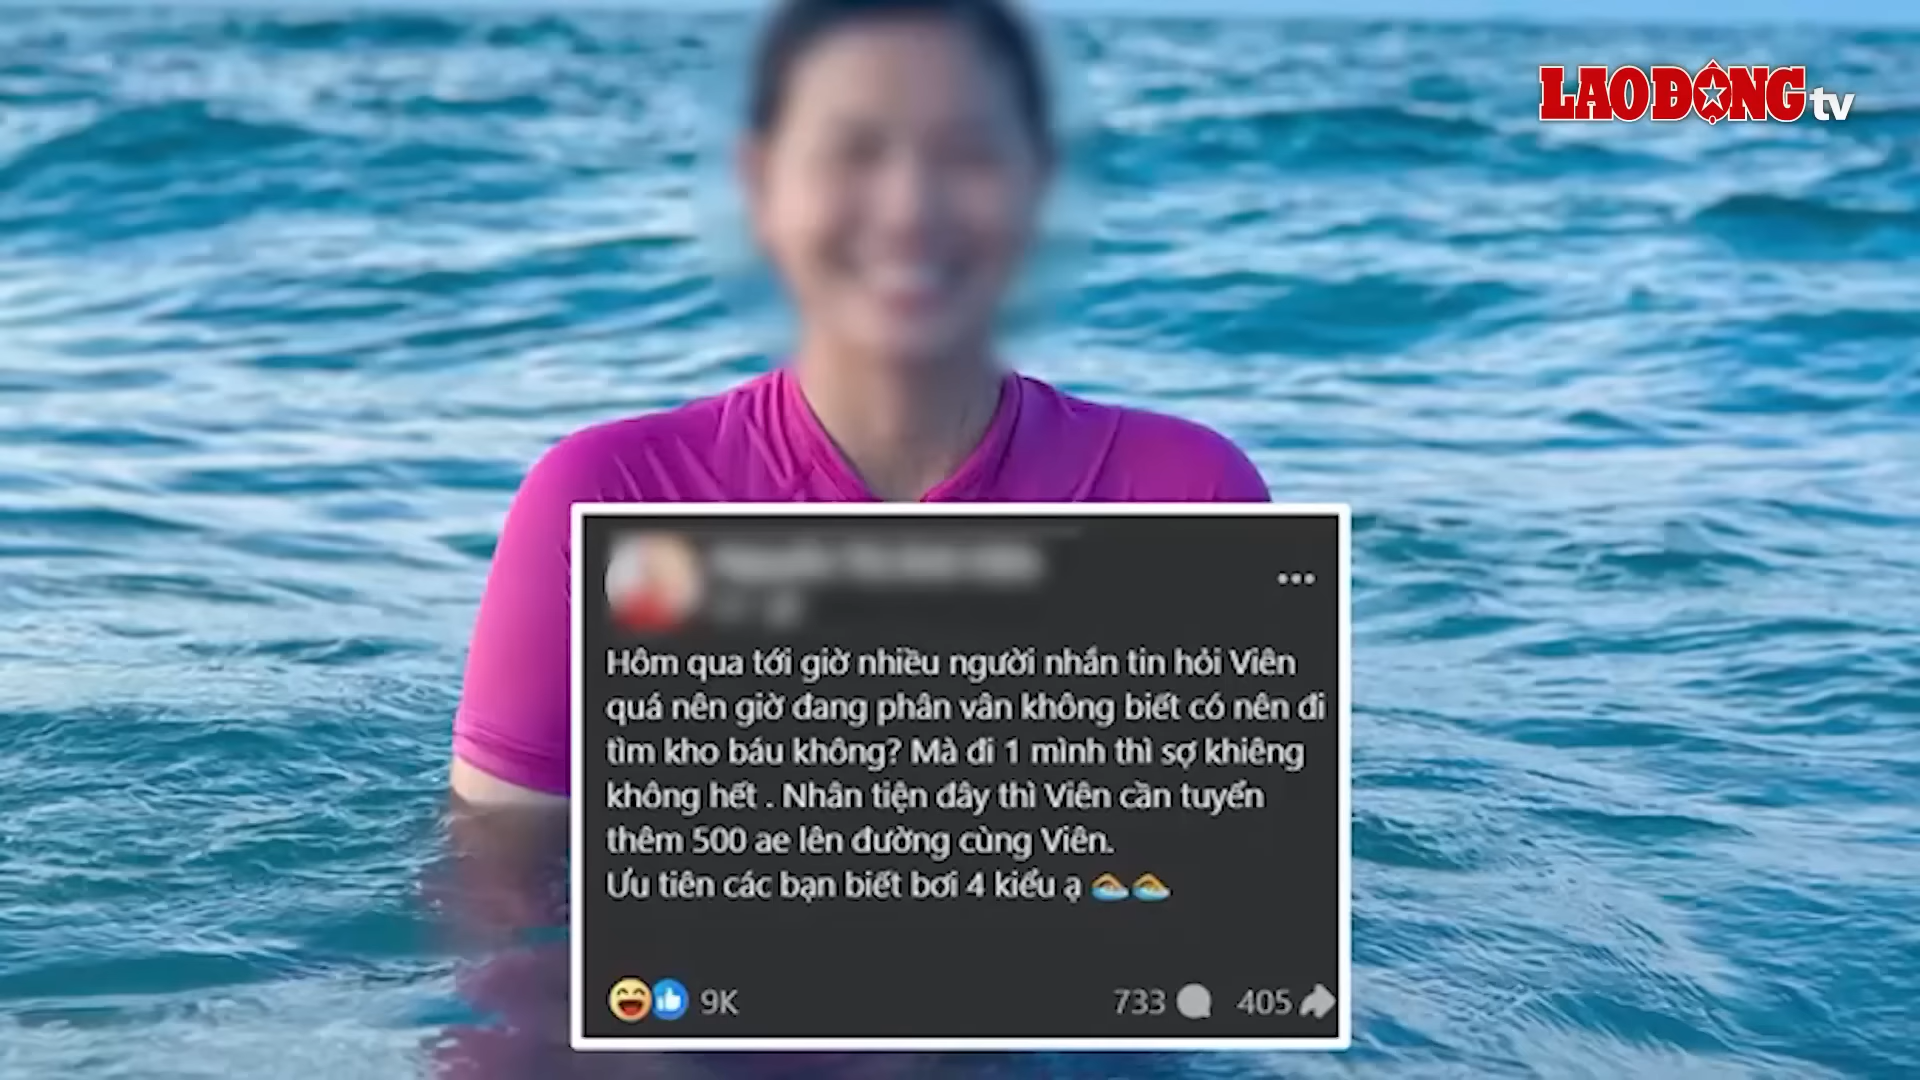 LAO ĐỘNG tv
Hôm qua tới giờ nhiều người nhắn tin hỏi Viên
quá nên giờ đang phân vân không biết có nên đi
tìm kho báu không? Mà đi 1 mình thì sợ khiêng
không hết . Nhân tiện đây thì Viên cần tuyển
thêm 500 ae lên đường cùng Viên.
Ưu tiên các bạn biết bơi 4 kiểu ạ 🏊🏊
9K 733 405